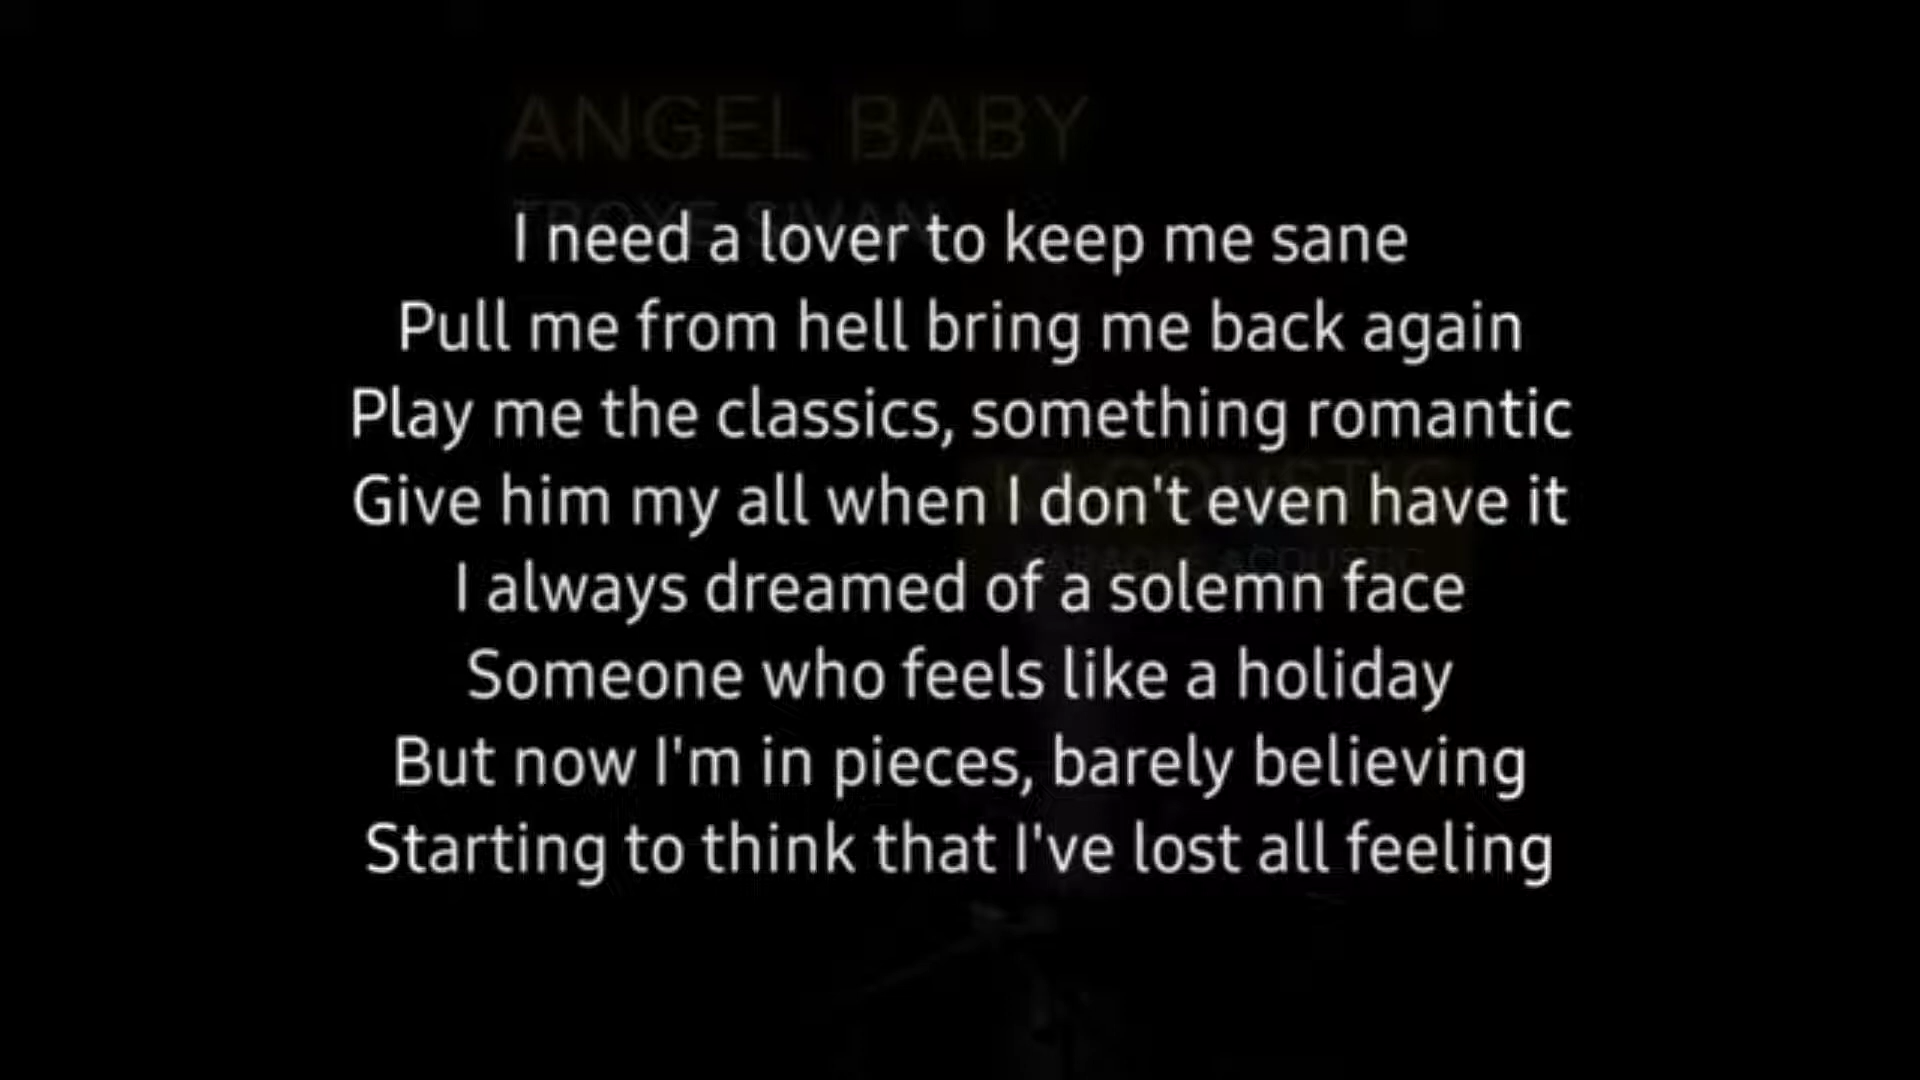 ANGEL BABY
TROYE SIVAN
I need a lover to keep me sane
Pull me from hell bring me back again
Play me the classics, something romantic
Give him my all when I don't even have it
KARAOKE ACOUSTIC
I always dreamed of a solemn face
Someone who feels like a holiday
But now I'm in pieces, barely believing
Starting to think that I've lost all feeling